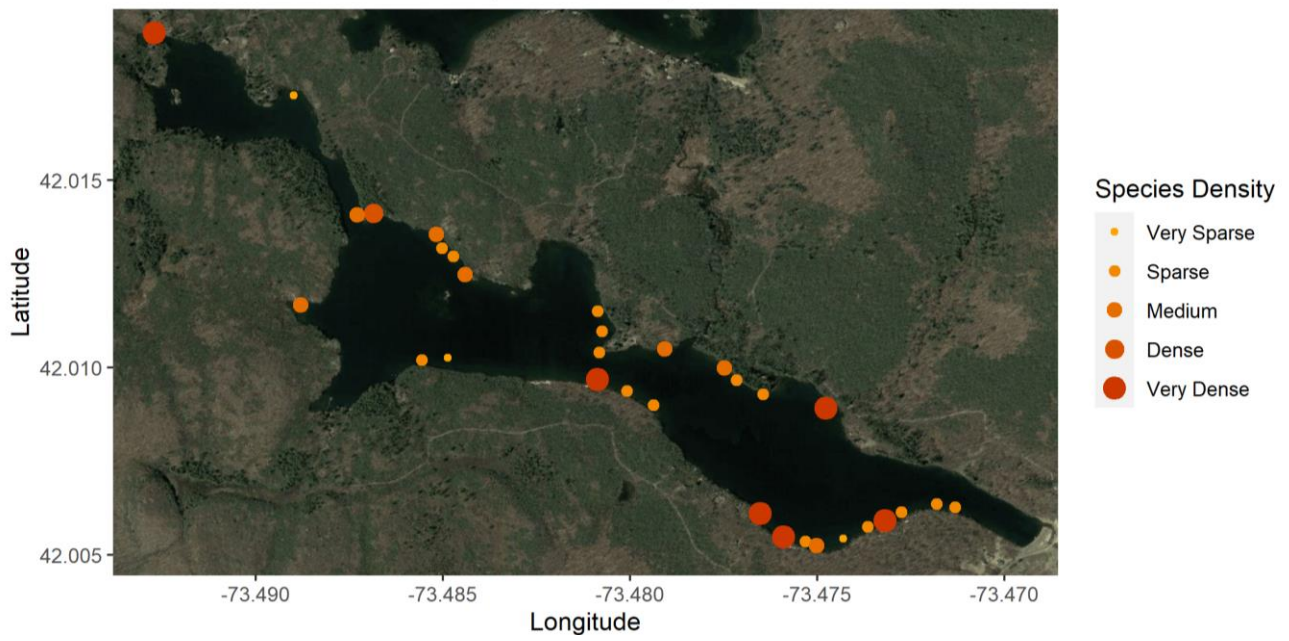 Latitude
42.015
42.010
42.005
-73.490
-73.485
-73.480
-73.475
-73.470
Longitude
Species Density
Very Sparse
Sparse
Medium
Dense
Very Dense